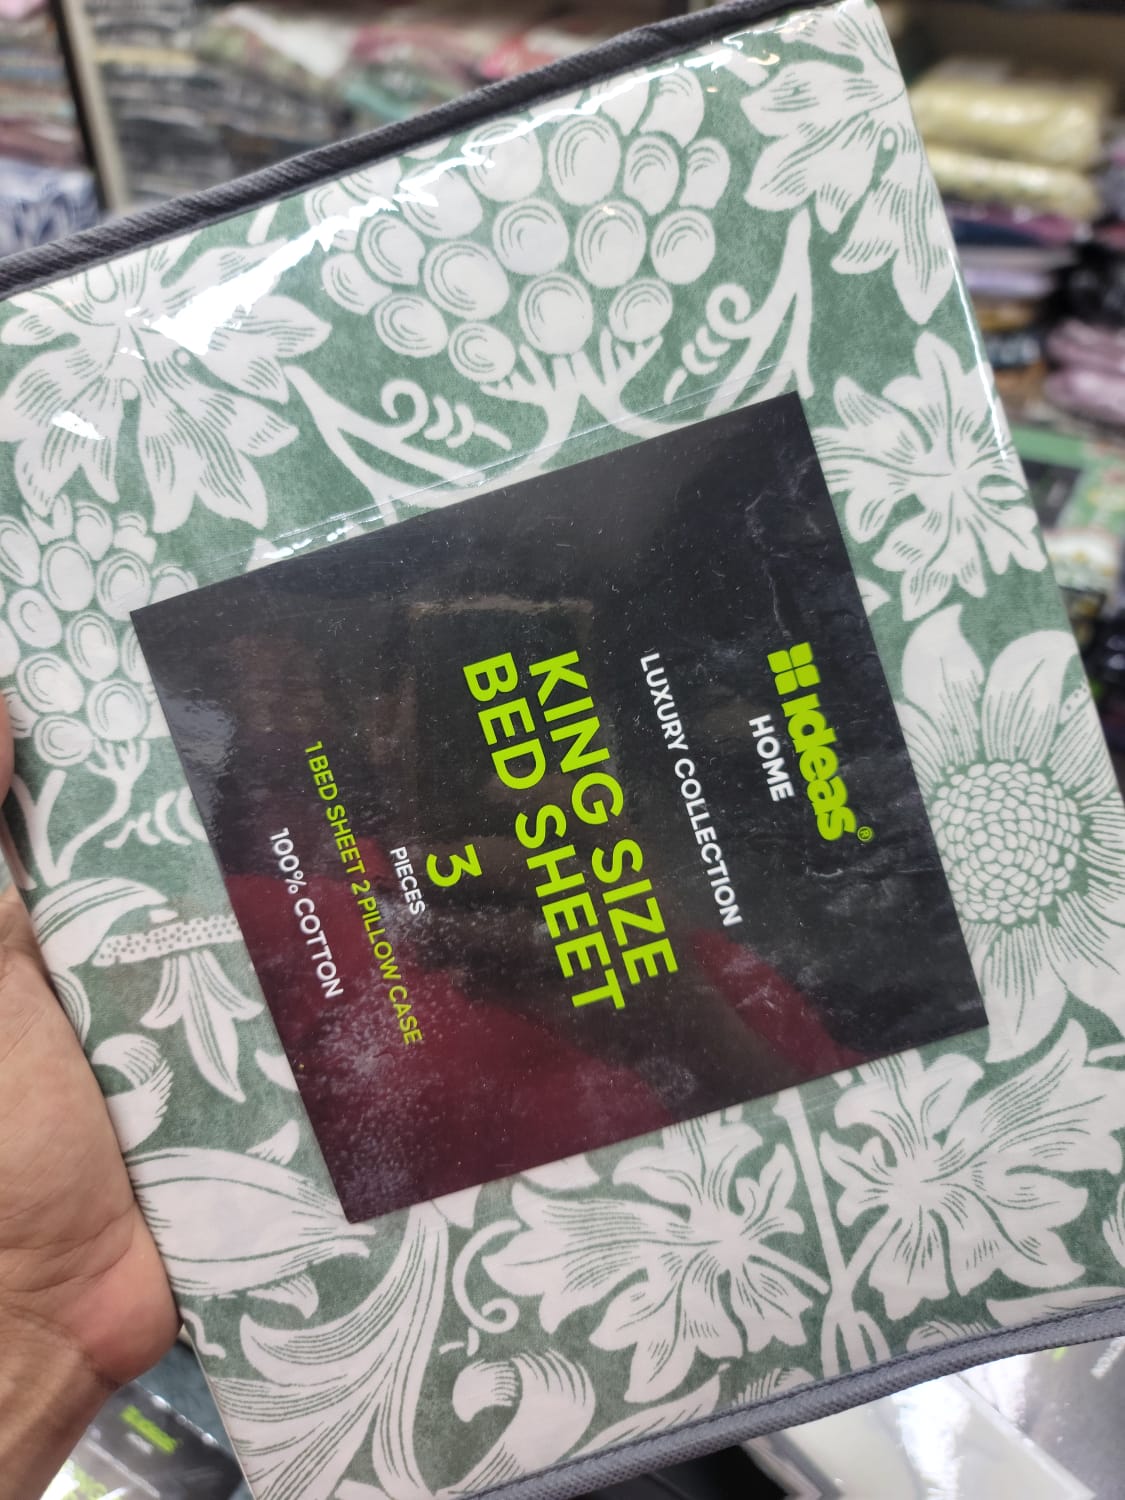 ideas®
HOME
LUXURY COLLECTION
KING SIZE
BED SHEET
3
PIECES
1 BED SHEET 2 PILLOW CASE
100% COTTON